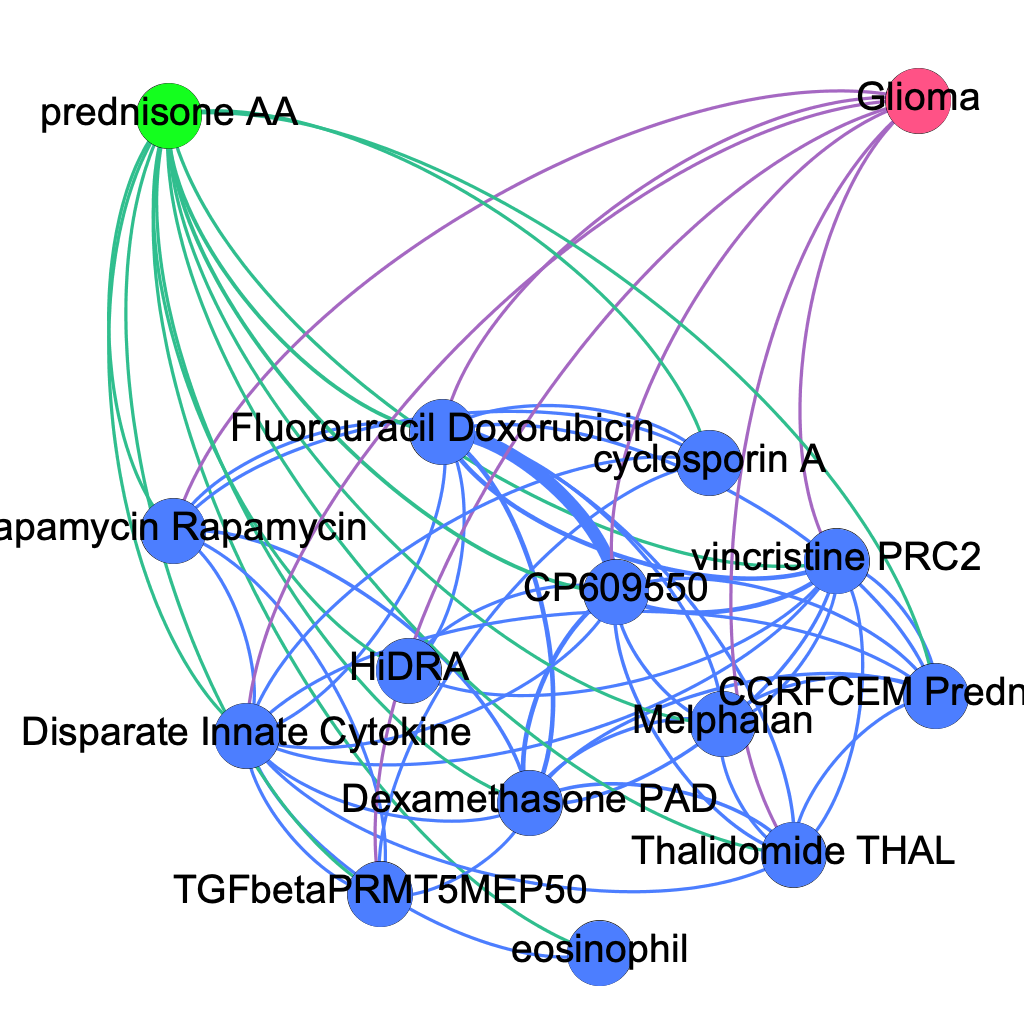 Glioma
prednisone AA
Fluorouracil Doxorubicin
cyclosporin A
apamycin Rapamycin
vincristine PRC2
CP609550
HiDRA
CCRFCEM Predn
Melphalan
Disparate Innate Cytokine
Dexamethasone PAD
Thalidomide THAL
TGFbetaPRMT5MEP50
eosinophil